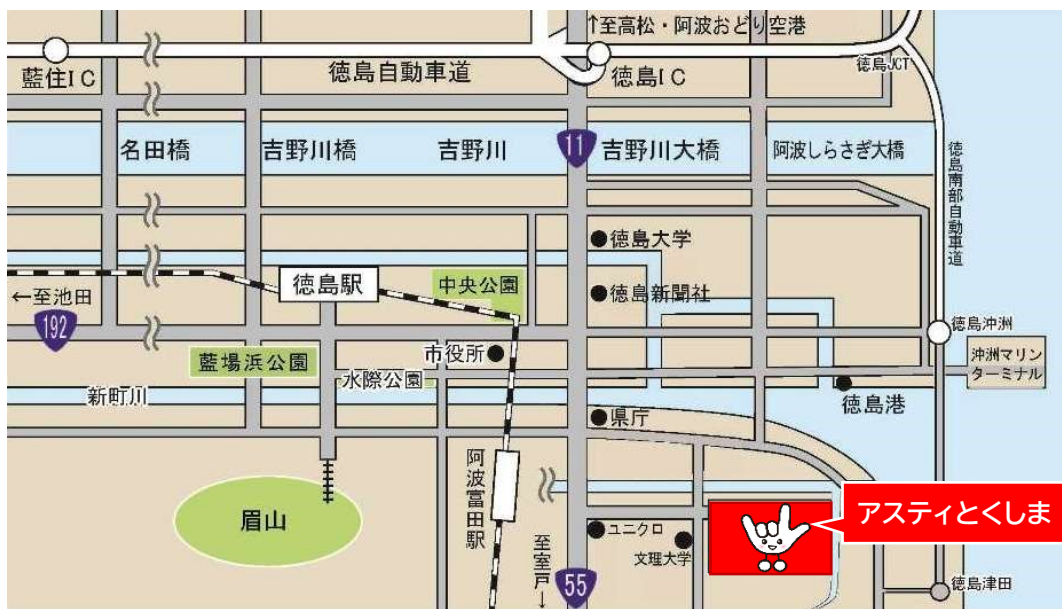 ↑至高松・阿波おどり空港
藍住IC
徳島自動車道
徳島IC
徳島JCT
名田橋
吉野川橋
吉野川
11
吉野川大橋
阿波しらさぎ大橋
徳島南部自動車道
徳島大学
徳島駅
中央公園
←至池田
徳島新聞社
192
徳島沖洲
藍場浜公園
市役所
沖洲マリン
ターミナル
水際公園
新町川
徳島港
県庁
阿波富田駅
眉山
アスティとくしま
ユニクロ
文理大学
至室戸→
55
徳島津田